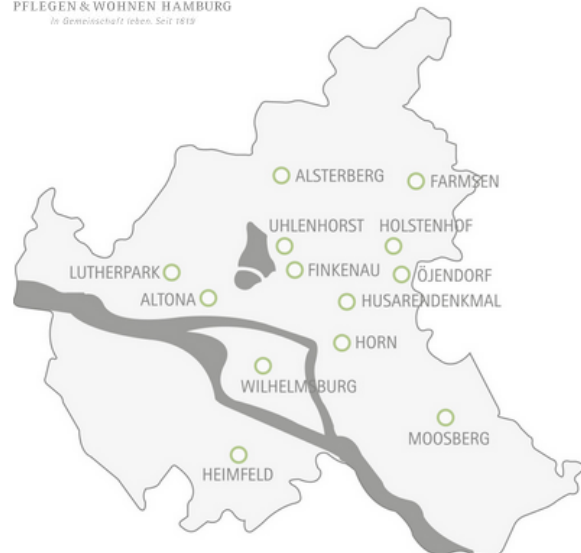 PFLEGEN & WOHNEN HAMBURG
In Gemeinschaft leben. Seit 1619
ALSTERBERG
FARMSEN
UHLENHORST
HOLSTENHOF
LUTHERPARK
FINKENAU
ÖJENDORF
ALTONA
HUSARENDENKMAL
HORN
WILHELMSBURG
MOOSBERG
HEIMFELD